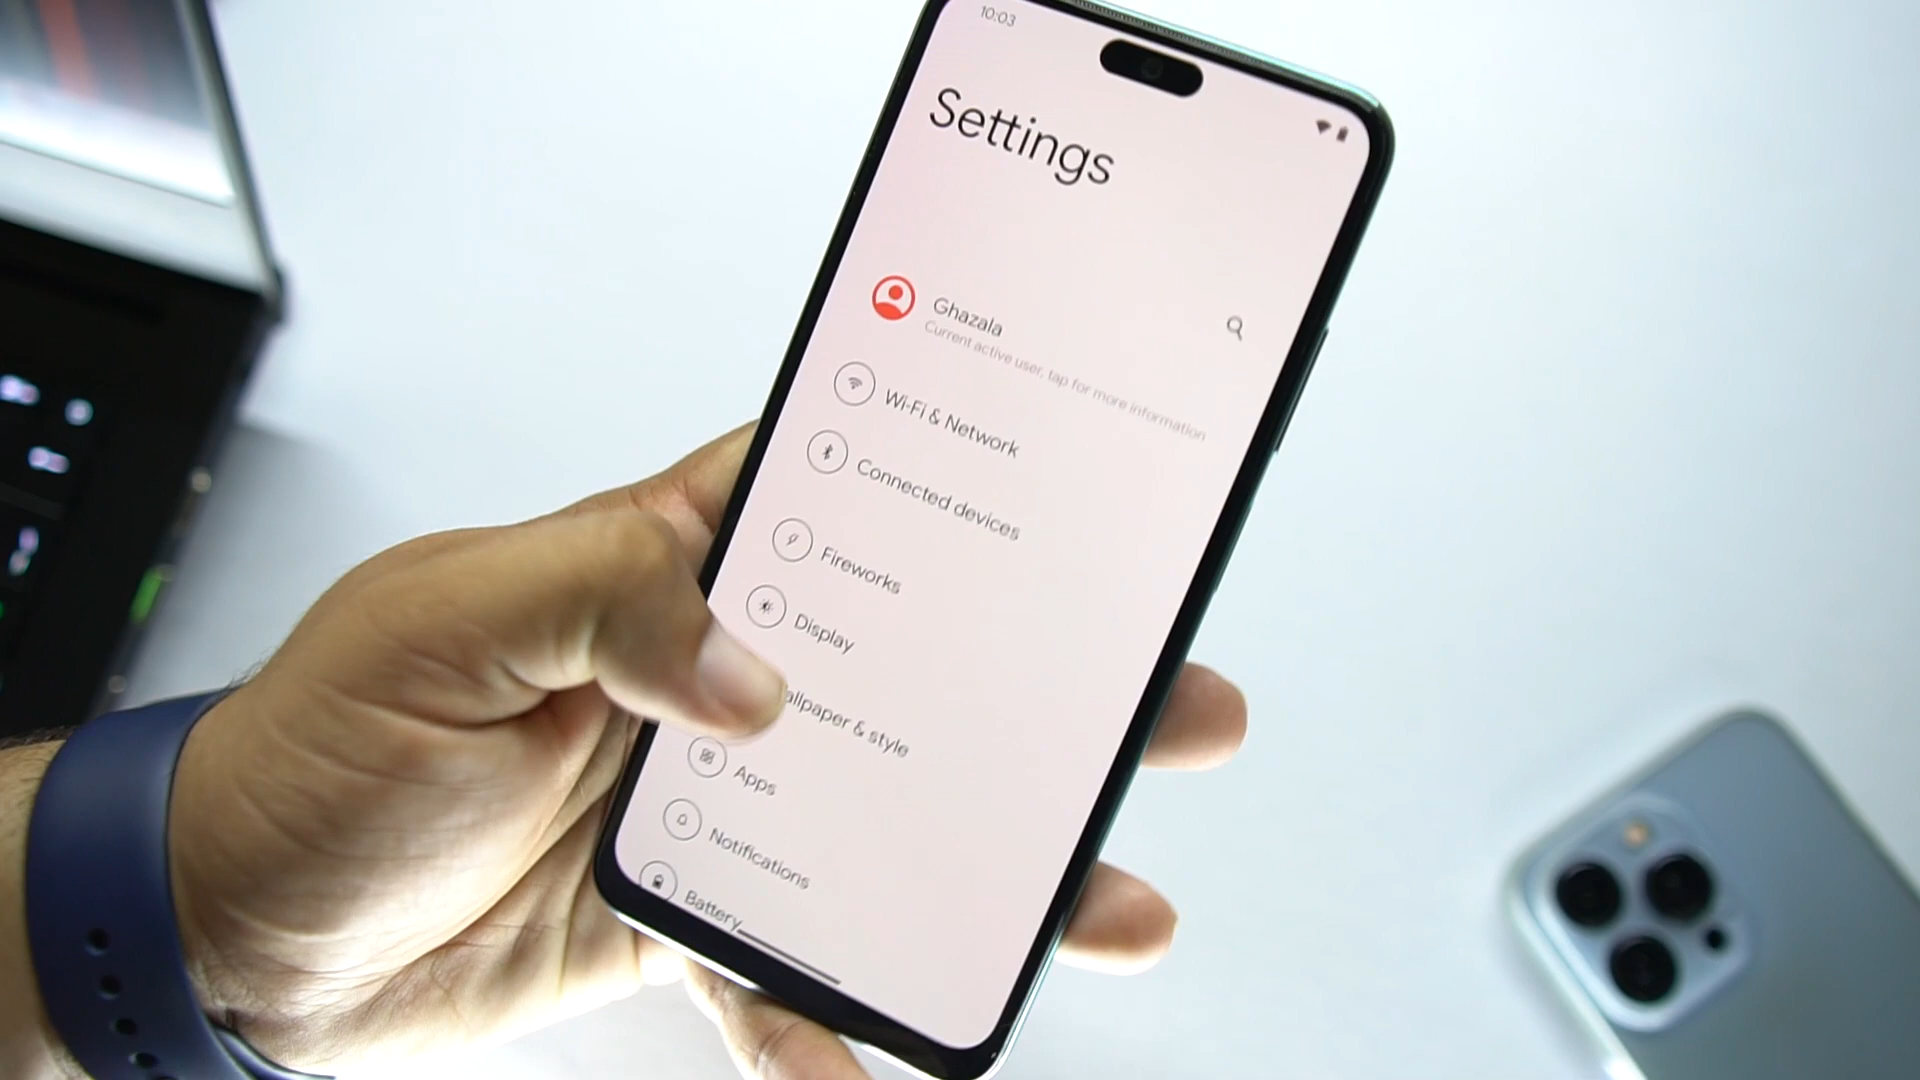 10:03
Settings
Ghazala
Current active user, tap for more information
Wi-Fi & Network
Connected devices
Fireworks
Display
allpaper & style
Apps
Notifications
Battery